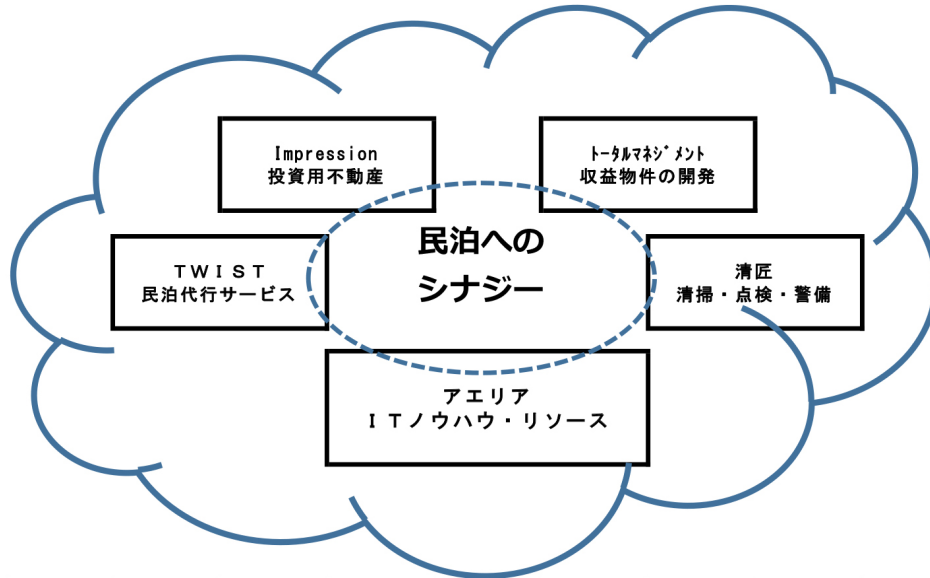 Impression
投資用不動産
ﾄｰﾀﾙﾏﾈｼﾞﾒﾝﾄ
収益物件の開発
民泊への
シナジー
ＴＷＩＳＴ
民泊代行サービス
清匠
清掃・点検・警備
アエリア
ＩＴノウハウ・リソース